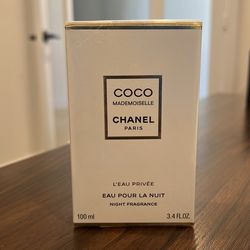 COCO
MADEMOISELLE
CHANEL
PARIS
L'EAU PRIVÉE
EAU POUR LA NUIT
NIGHT FRAGRANCE
100 ml 3.4 FL.OZ.